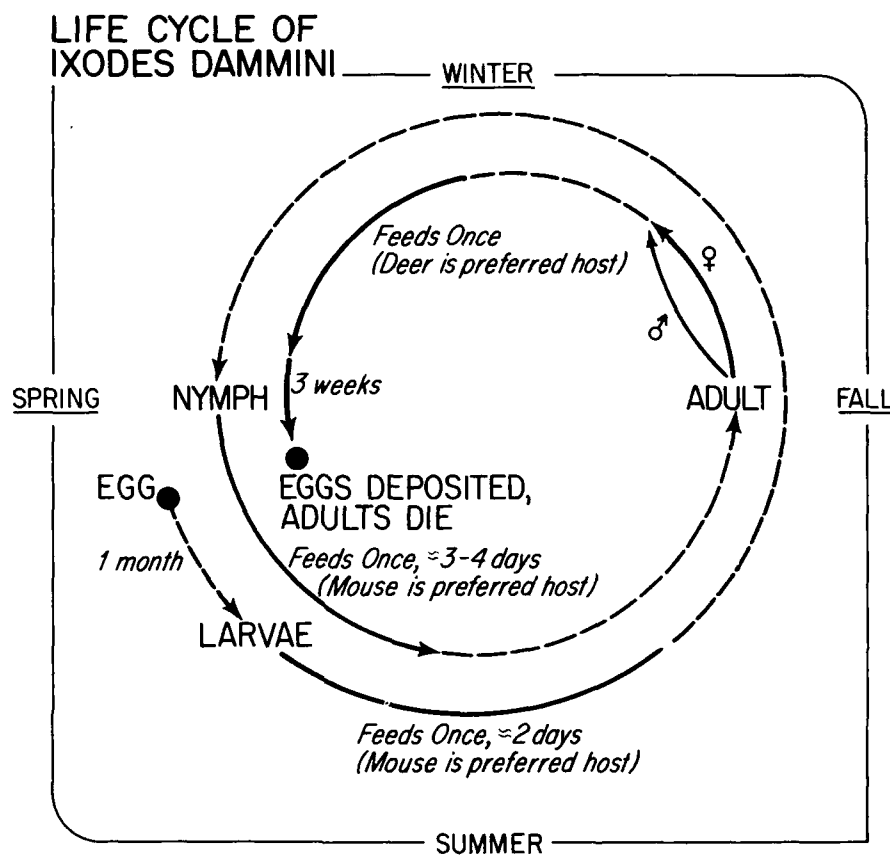 LIFE CYCLE OF
IXODES DAMMINI
WINTER
Feeds Once
(Deer is preferred host)
♀
♂
SPRING
NYMPH
3 weeks
ADULT
FALL
EGG
EGGS DEPOSITED,
ADULTS DIE
1 month
Feeds Once, ≈3-4 days
(Mouse is preferred host)
LARVAE
Feeds Once, ≈2 days
(Mouse is preferred host)
SUMMER